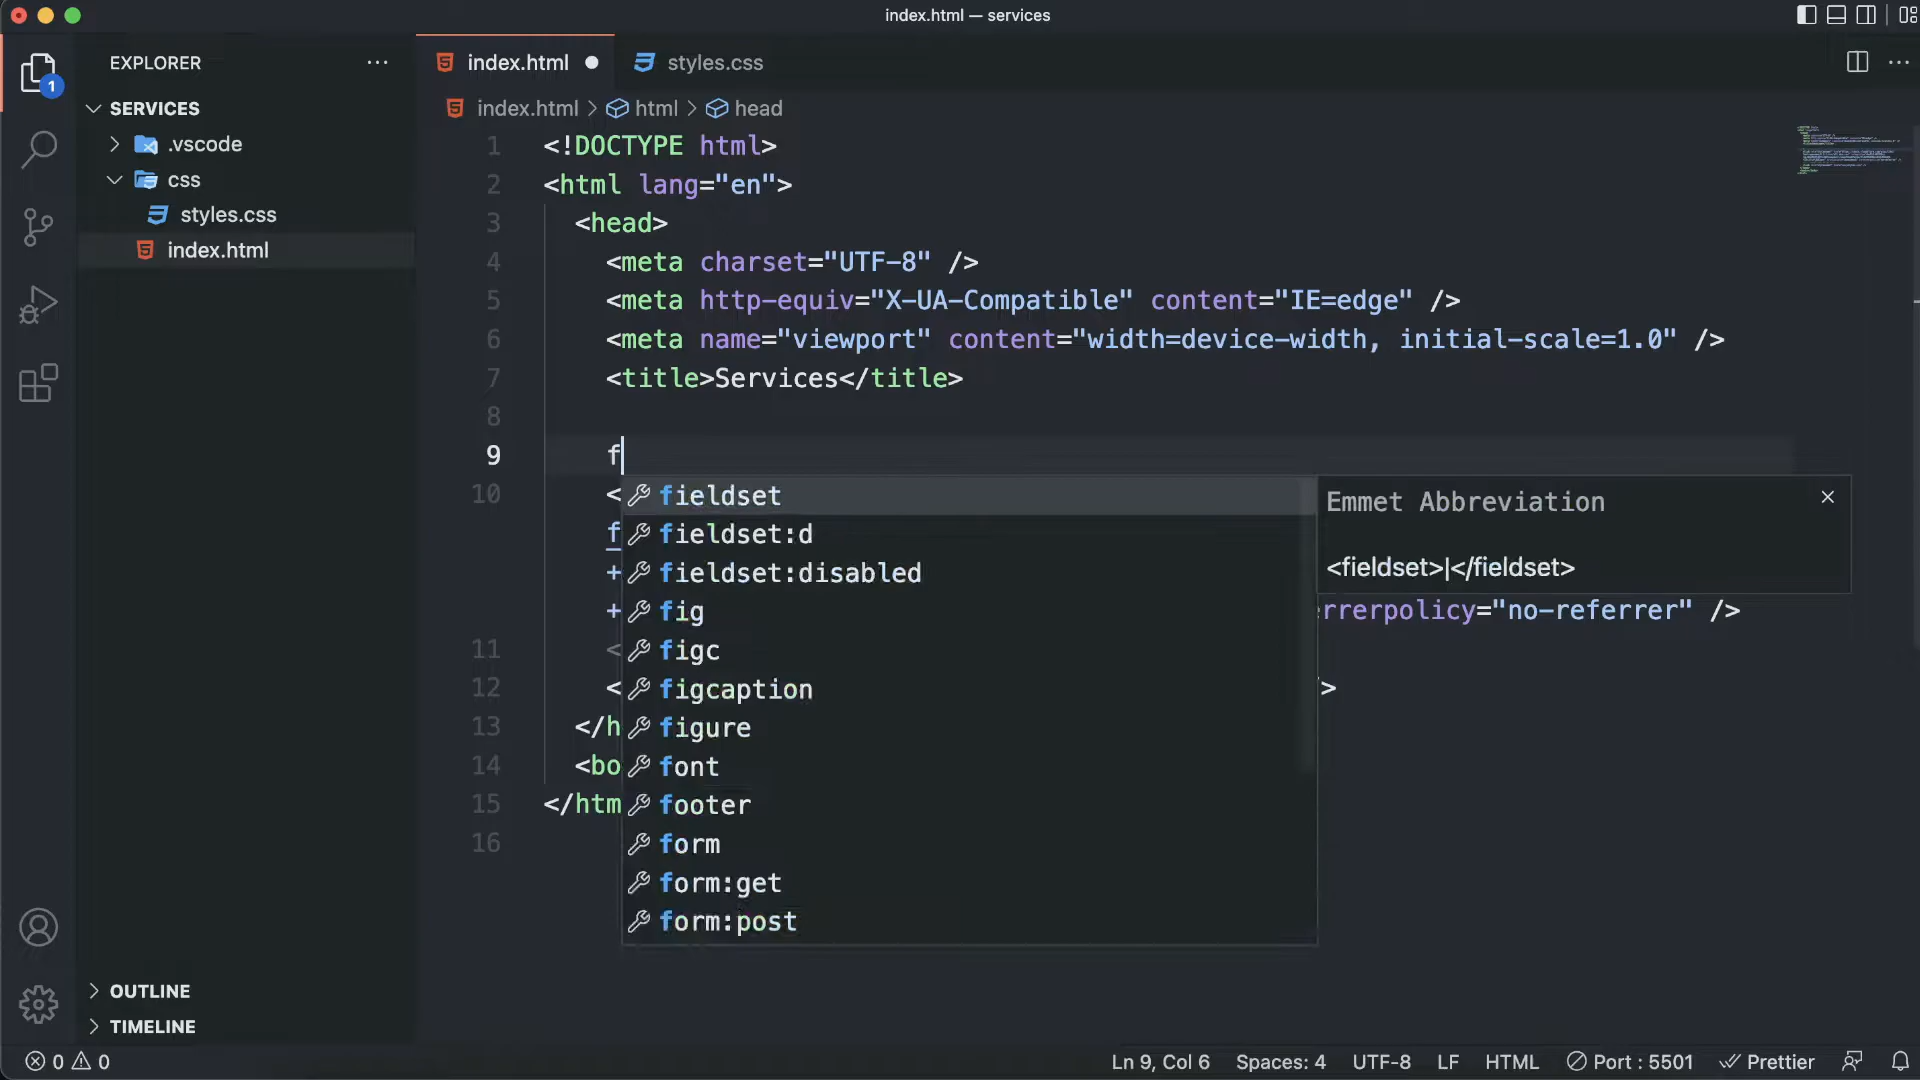 index.html — services
EXPLORER
SERVICES
.vscode
css
styles.css
index.html
OUTLINE
TIMELINE
1
index.html
styles.css
index.html > html > head
1 <!DOCTYPE html>
2 <html lang="en">
3 <head>
4 <meta charset="UTF-8" />
5 <meta http-equiv="X-UA-Compatible" content="IE=edge" />
6 <meta name="viewport" content="width=device-width, initial-scale=1.0" />
7 <title>Services</title>
8
9 f
10 <
f
+
+ rrerpolicy="no-referrer" />
11 <
12 < >
13 </h
14 <bo
15 </htm
16
fieldset
fieldset:d
fieldset:disabled
fig
figc
figcaption
figure
font
footer
form
form:get
form:post
Emmet Abbreviation
<fieldset>|</fieldset>
0 0
Ln 9, Col 6 Spaces: 4 UTF-8 LF HTML Port : 5501 Prettier